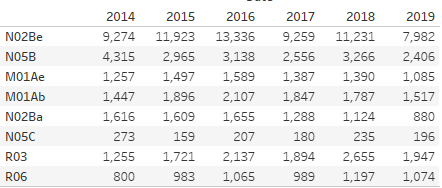 2014 2015 2016 2017 2018 2019
N02Be 9,274 11,923 13,336 9,259 11,231 7,982
N05B 4,315 2,965 3,138 2,556 3,266 2,406
M01Ae 1,257 1,497 1,589 1,387 1,390 1,085
M01Ab 1,447 1,896 2,107 1,847 1,787 1,517
N02Ba 1,616 1,609 1,655 1,288 1,124 880
N05C 273 159 207 180 235 196
R03 1,255 1,721 2,137 1,894 2,655 1,947
R06 800 983 1,065 989 1,197 1,074